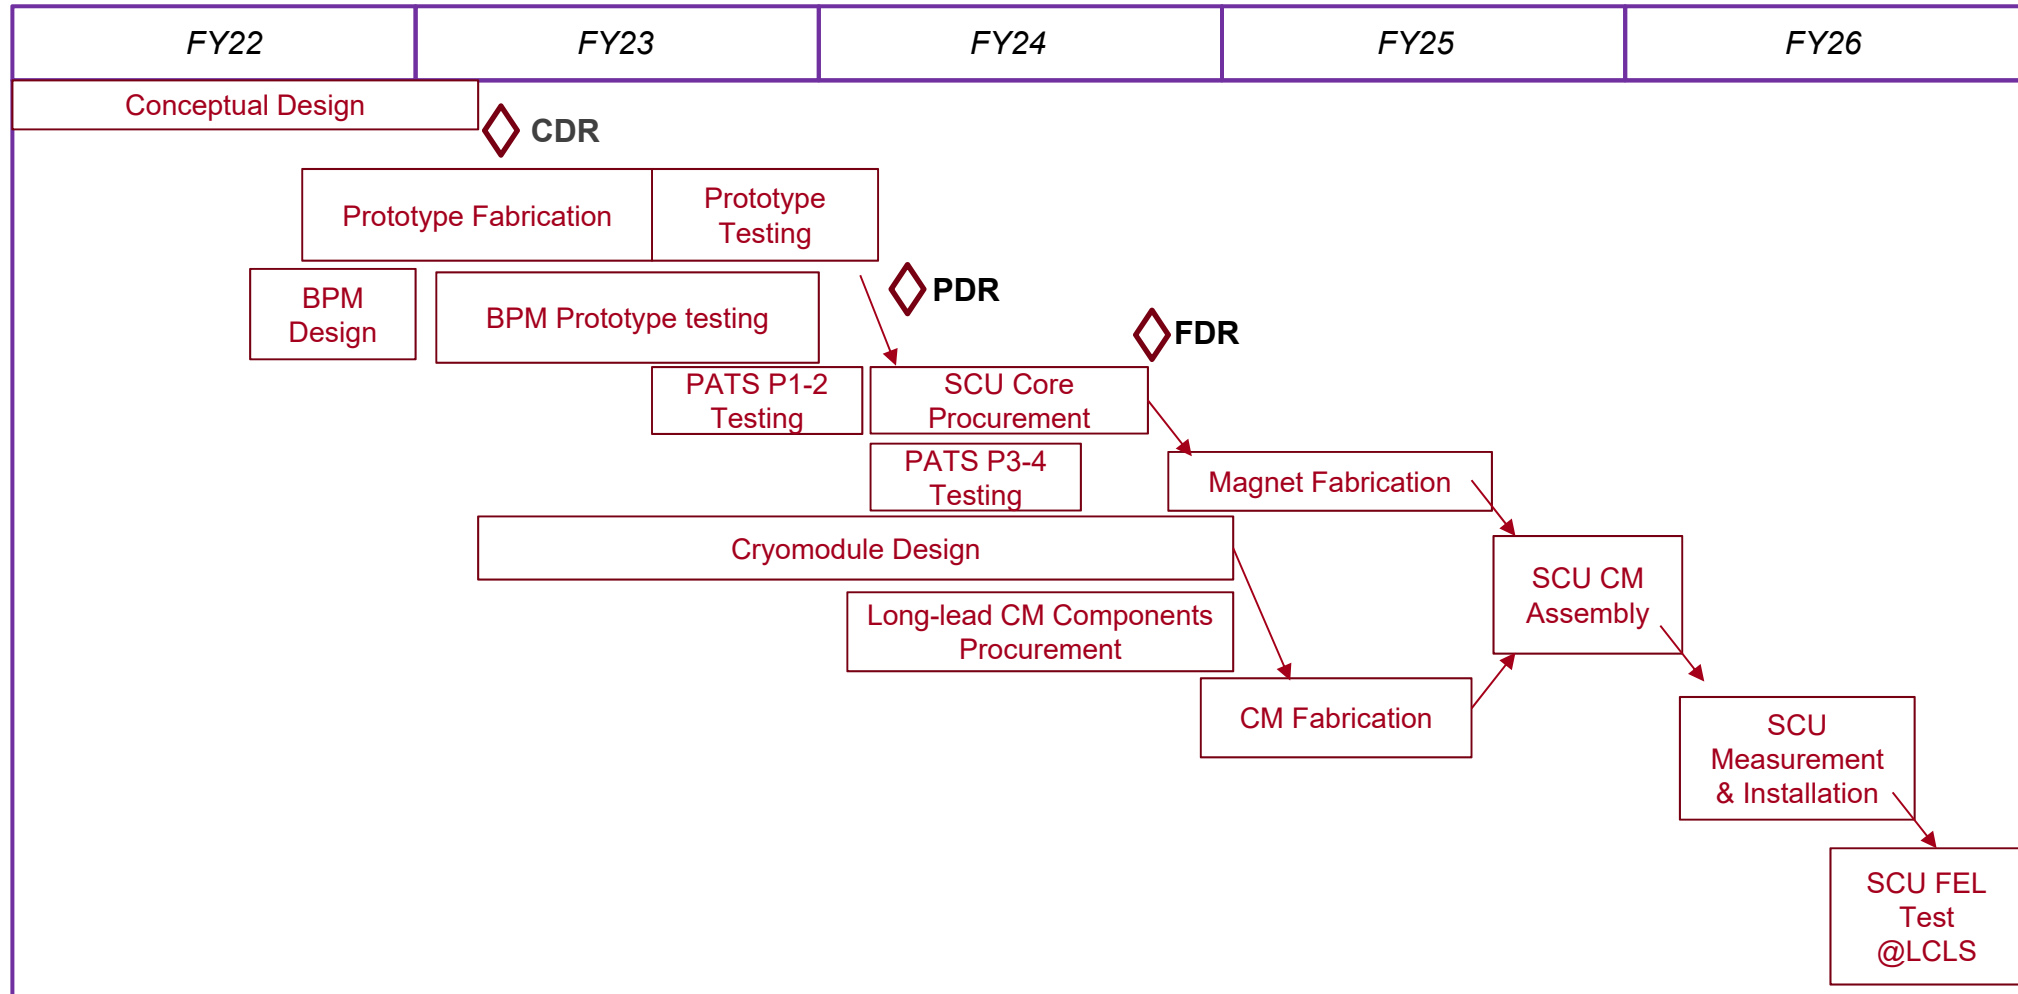 FY22
FY23
FY24
FY25
FY26
Conceptual Design
CDR
Prototype Fabrication
Prototype
Testing
BPM
Design
BPM Prototype testing
PDR
FDR
PATS P1-2
Testing
SCU Core
Procurement
PATS P3-4
Testing
Magnet Fabrication
Cryomodule Design
SCU CM
Assembly
Long-lead CM Components
Procurement
CM Fabrication
SCU
Measurement
& Installation
SCU FEL
Test
@LCLS